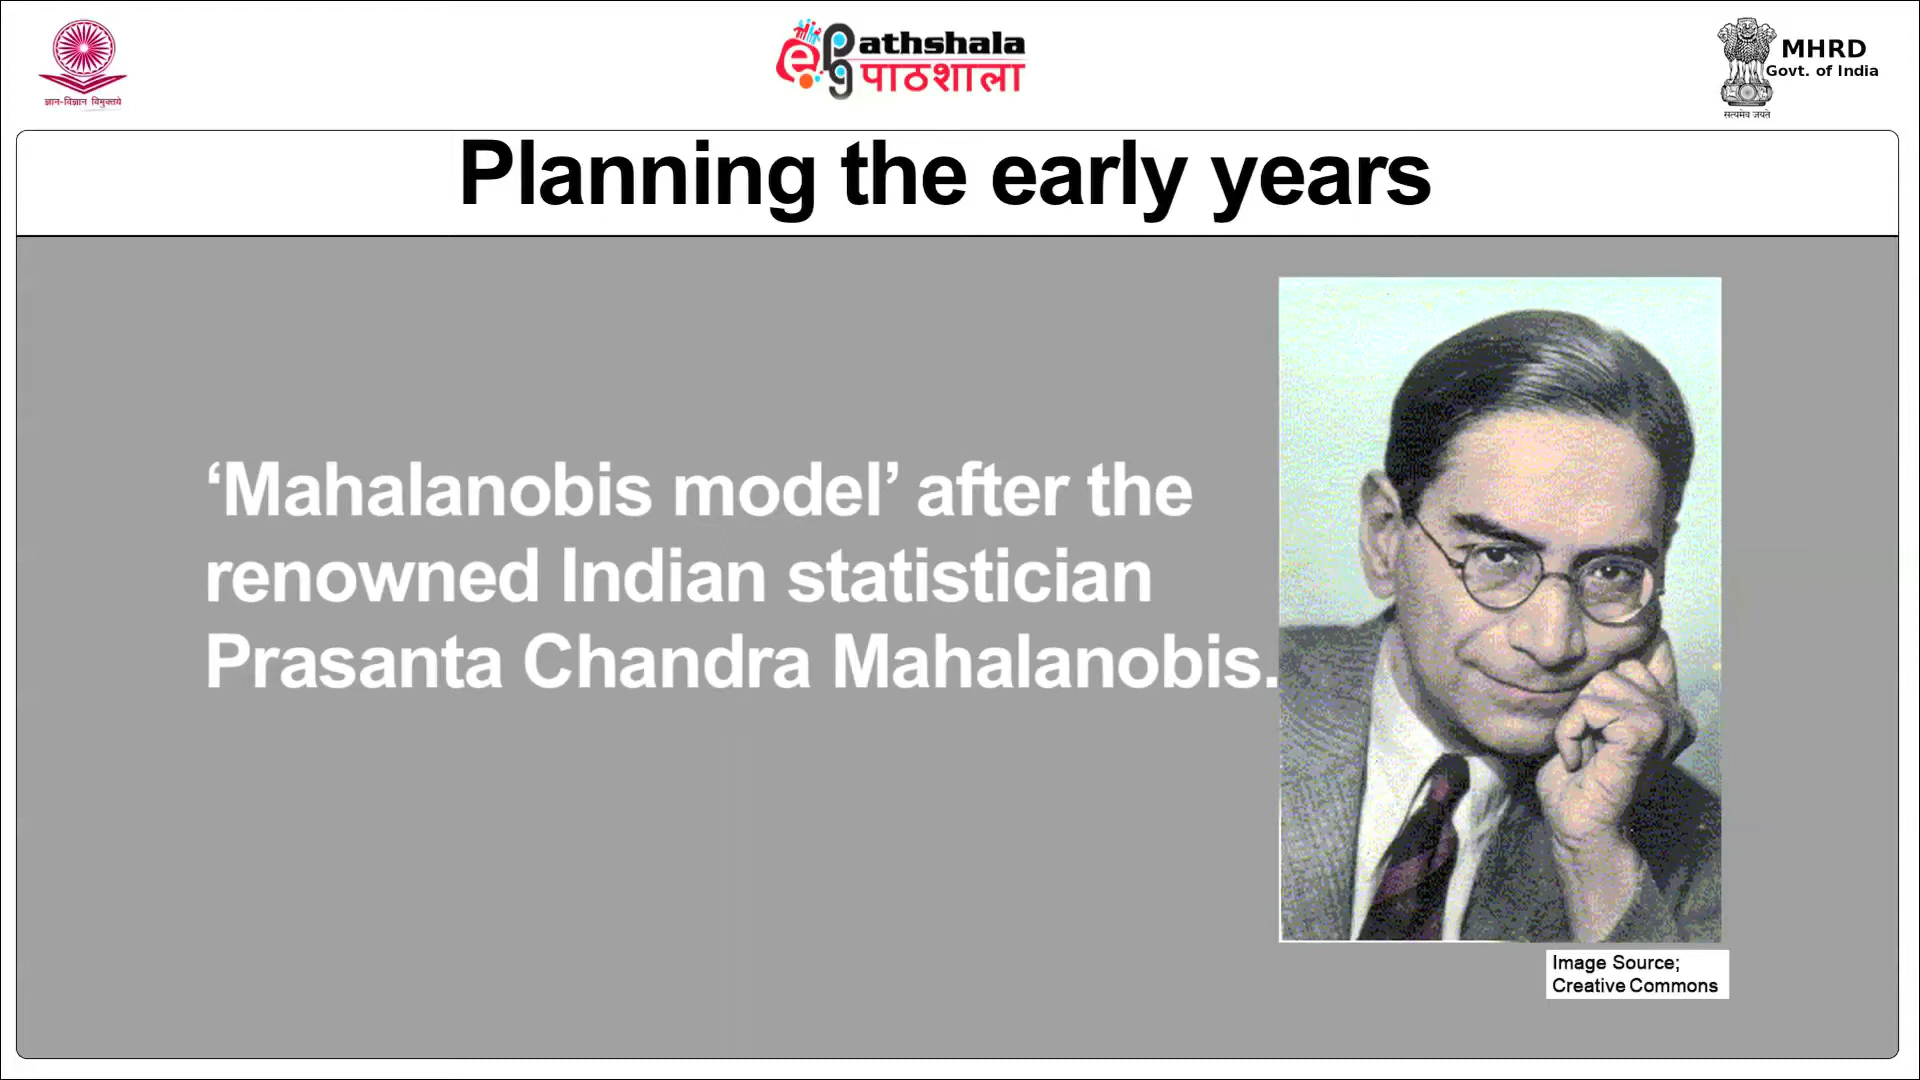 ज्ञान-विज्ञान विमुक्तये
ePG
athshala
पाठशाला
MHRD
Govt. of India
सत्यमेव जयते
Planning the early years
‘Mahalanobis model’ after the
renowned Indian statistician
Prasanta Chandra Mahalanobis.
Image Source;
Creative Commons